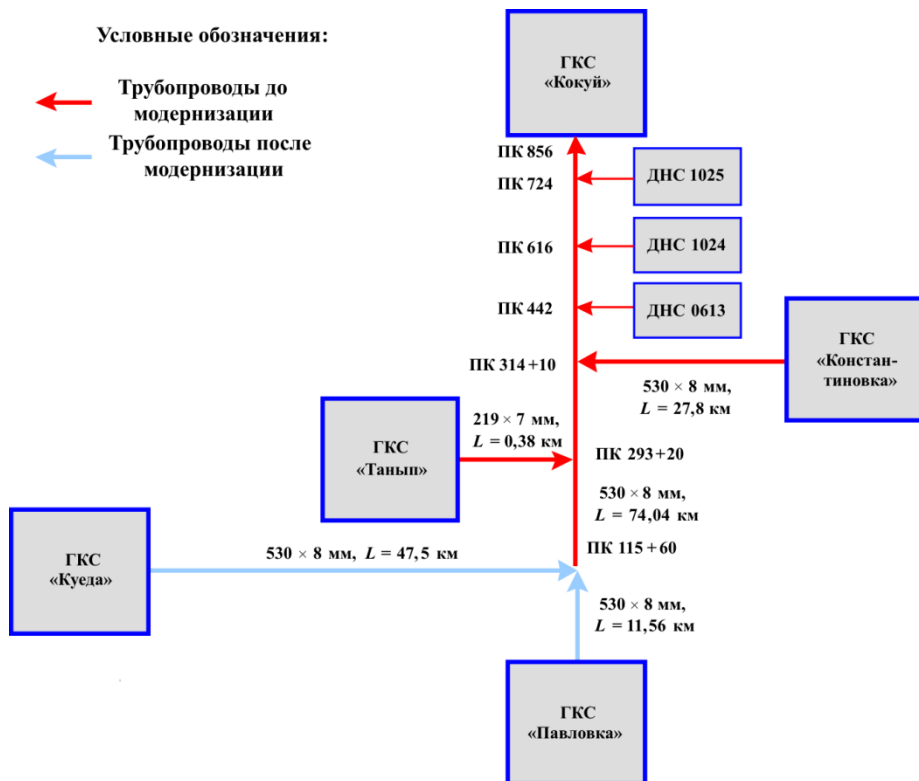 Условные обозначения:
Трубопроводы до
модернизации
Трубопроводы после
модернизации
ГКС
«Кокуй»
ПК 856
ПК 724
ДНС 1025
ПК 616
ДНС 1024
ПК 442
ДНС 0613
ПК 314+10
ГКС
«Констан-
тиновка»
530 × 8 мм,
L = 27,8 км
ГКС
«Танып»
219 × 7 мм,
L = 0,38 км
ПК 293+20
530 × 8 мм,
L = 74,04 км
ПК 115+60
ГКС
«Куеда»
530 × 8 мм, L = 47,5 км
530 × 8 мм,
L = 11,56 км
ГКС
«Павловка»